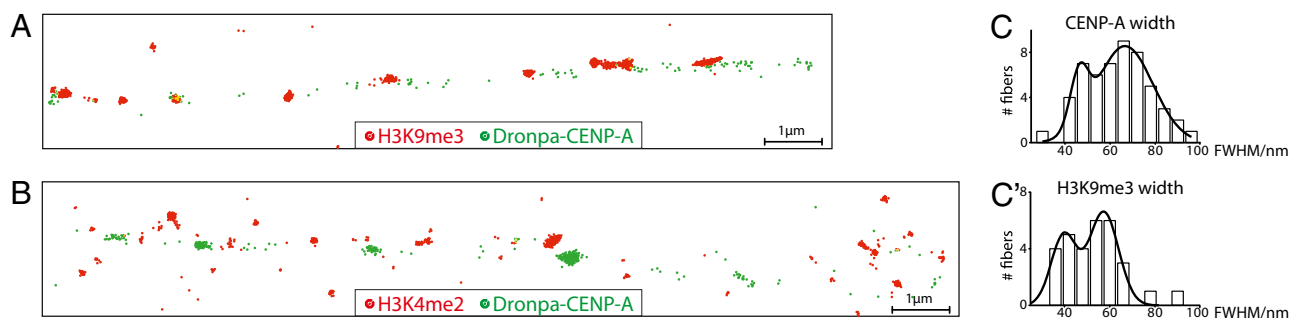 A
H3K9me3 Dronpa-CENP-A
1µm
B
H3K4me2 Dronpa-CENP-A
1µm
C
CENP-A width
# fibers
8
4
0
40 60 80 100 FWHM/nm
C'
H3K9me3 width
# fibers
8
4
0
40 60 80 100 FWHM/nm